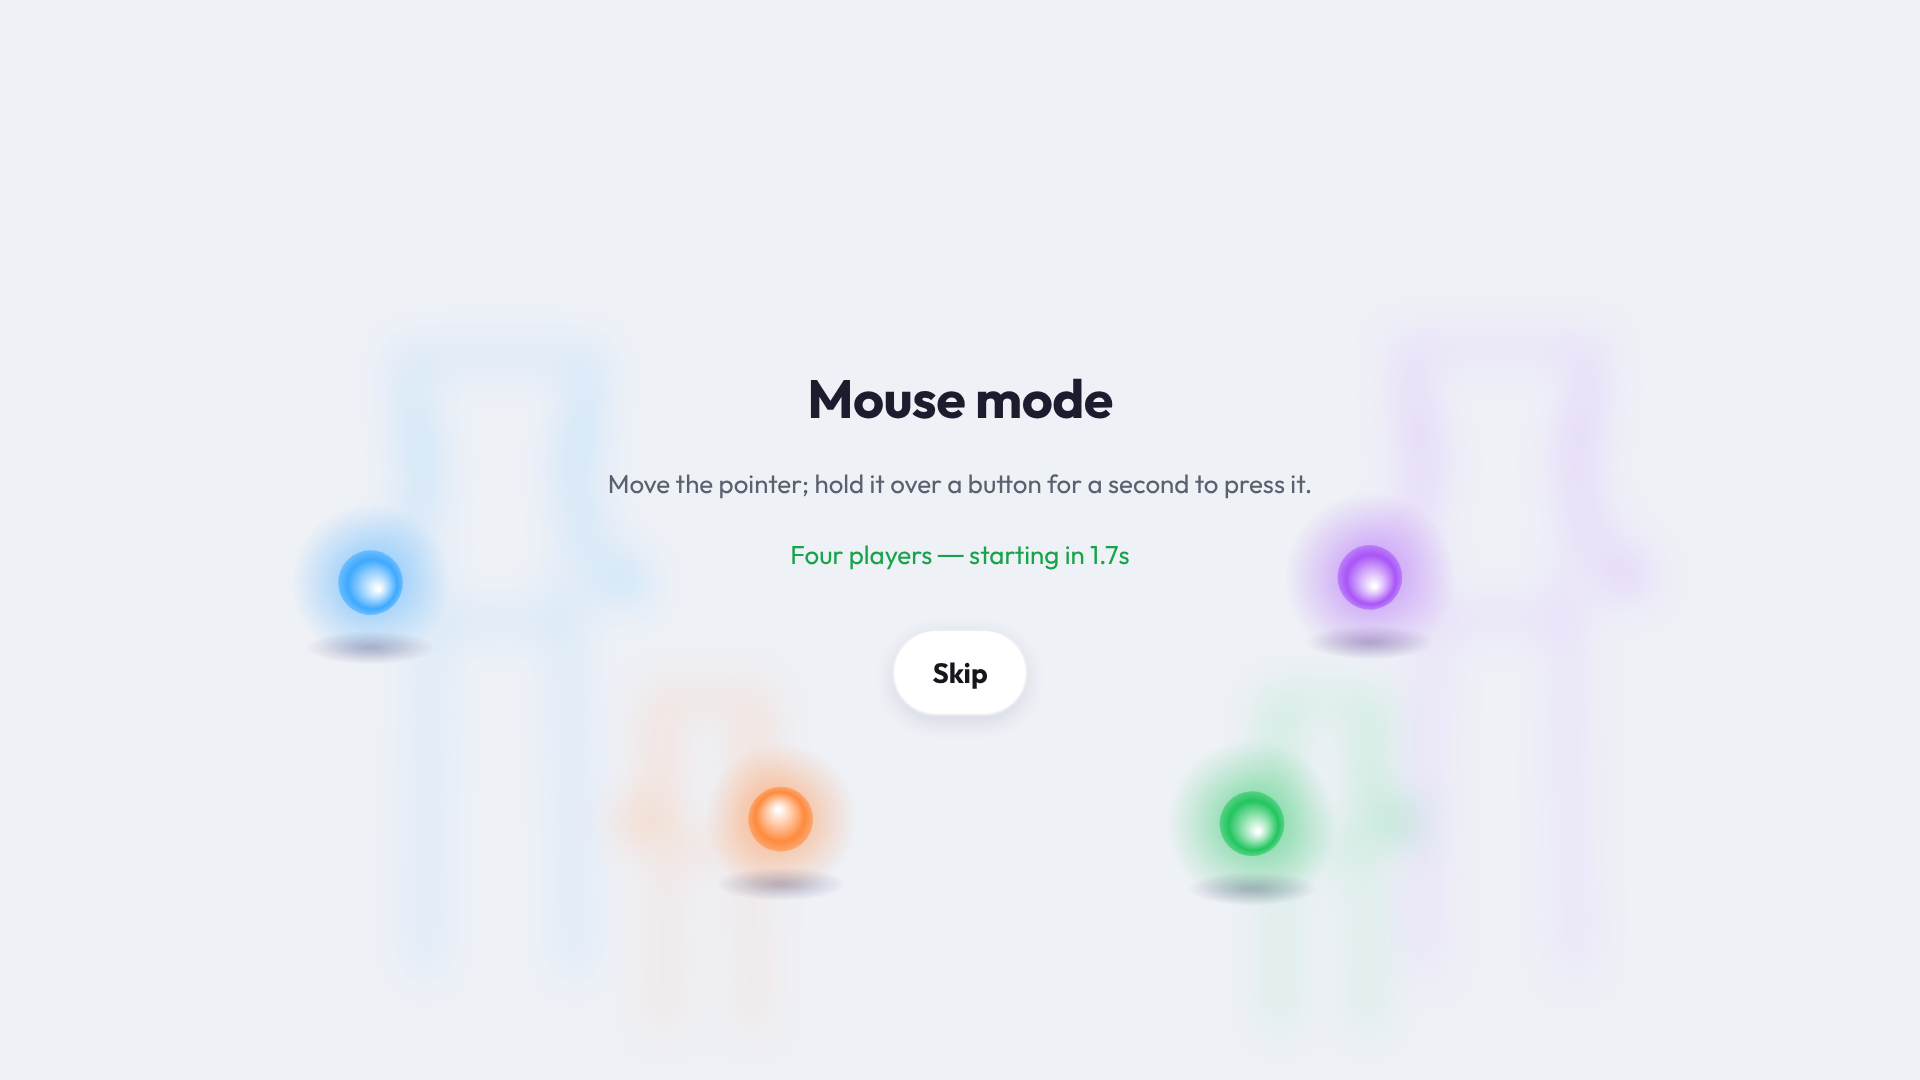 Mouse mode
Move the pointer; hold it over a button for a second to press it.
Four players — starting in 1.7s
Skip